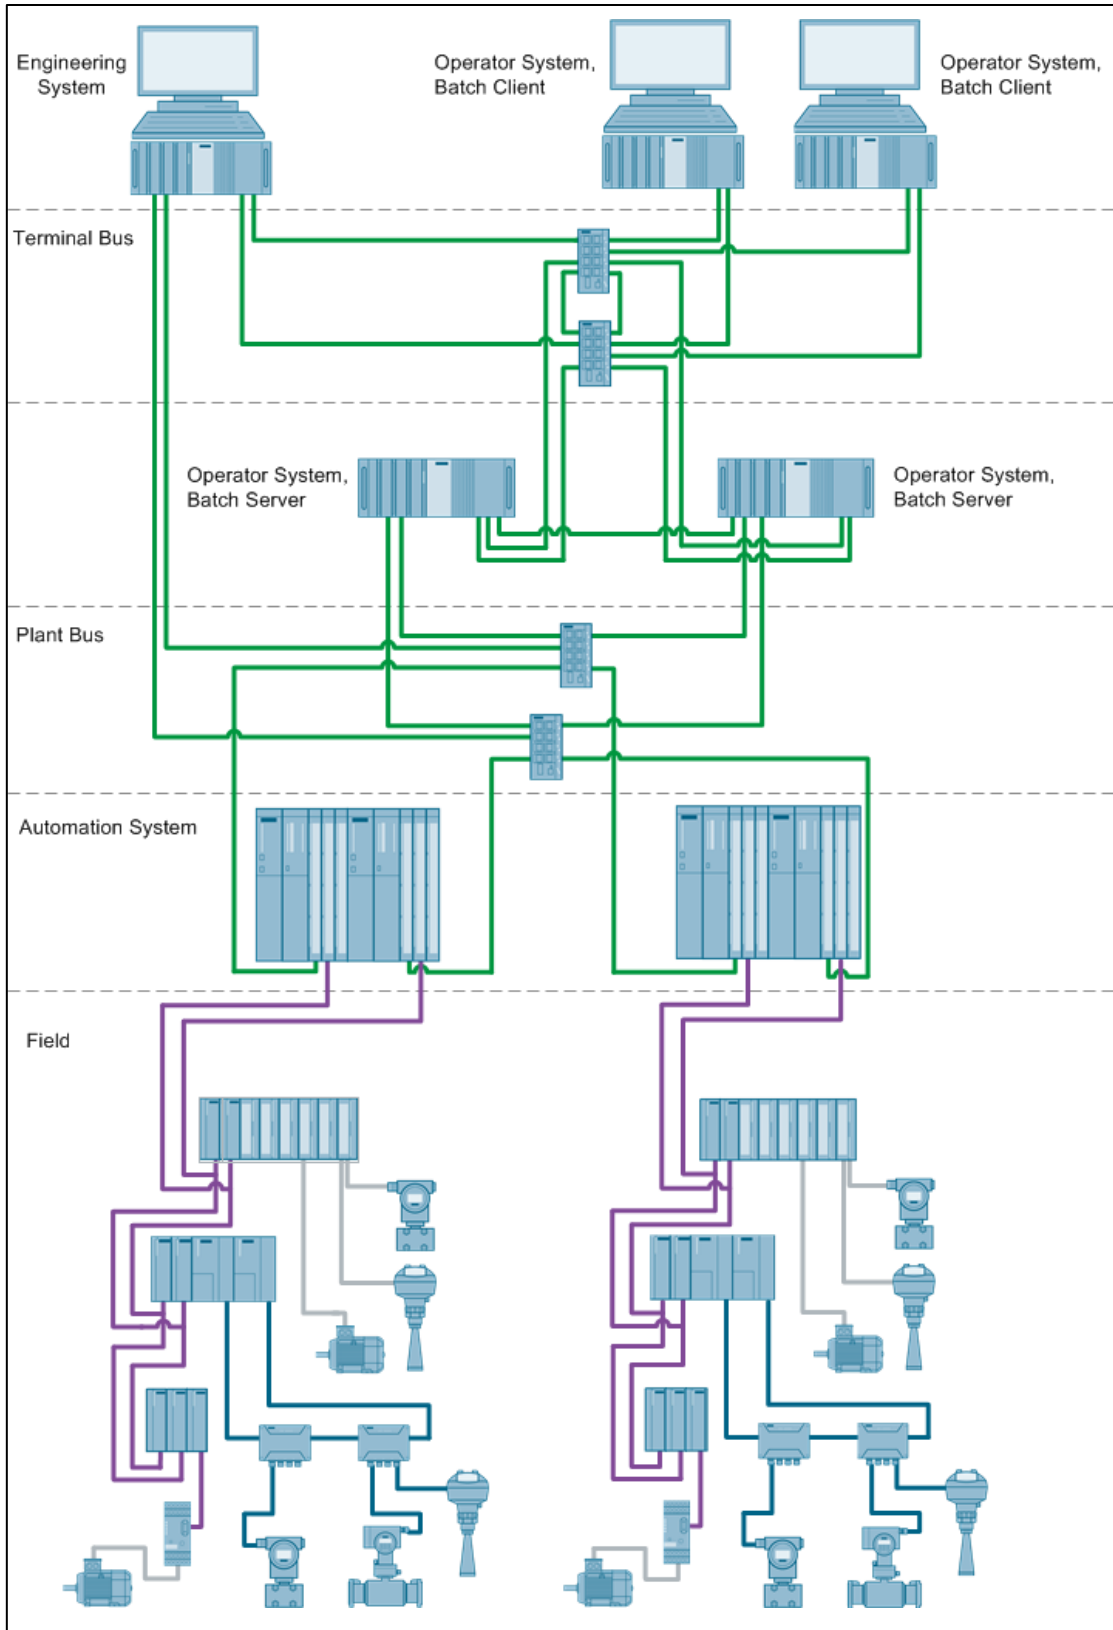 Engineering
System
Operator System,
Batch Client
Operator System,
Batch Client
Terminal Bus
Operator System,
Batch Server
Operator System,
Batch Server
Plant Bus
Automation System
Field